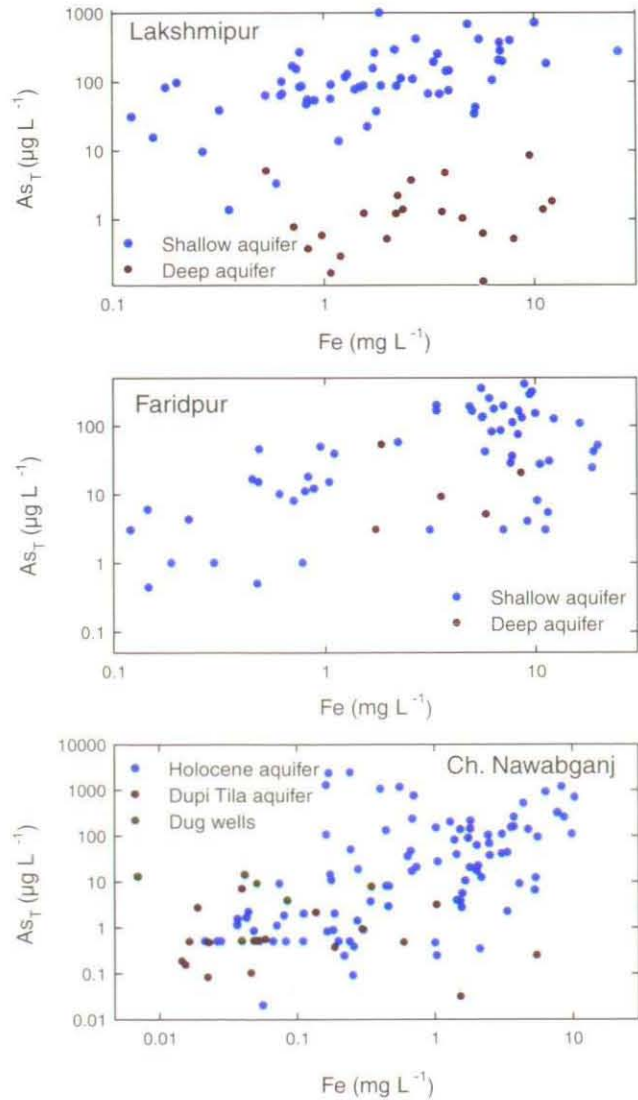 Lakshmipur
1000
100
10
1
As_T (µg L⁻¹)
Shallow aquifer
Deep aquifer
0.1 1 10
Fe (mg L⁻¹)
Faridpur
100
10
1
0.1
As_T (µg L⁻¹)
Shallow aquifer
Deep aquifer
0.1 1 10
Fe (mg L⁻¹)
Ch. Nawabganj
10000
1000
100
10
1
0.1
0.01
As_T (µg L⁻¹)
Holocene aquifer
Dupi Tila aquifer
Dug wells
0.01 0.1 1 10
Fe (mg L⁻¹)